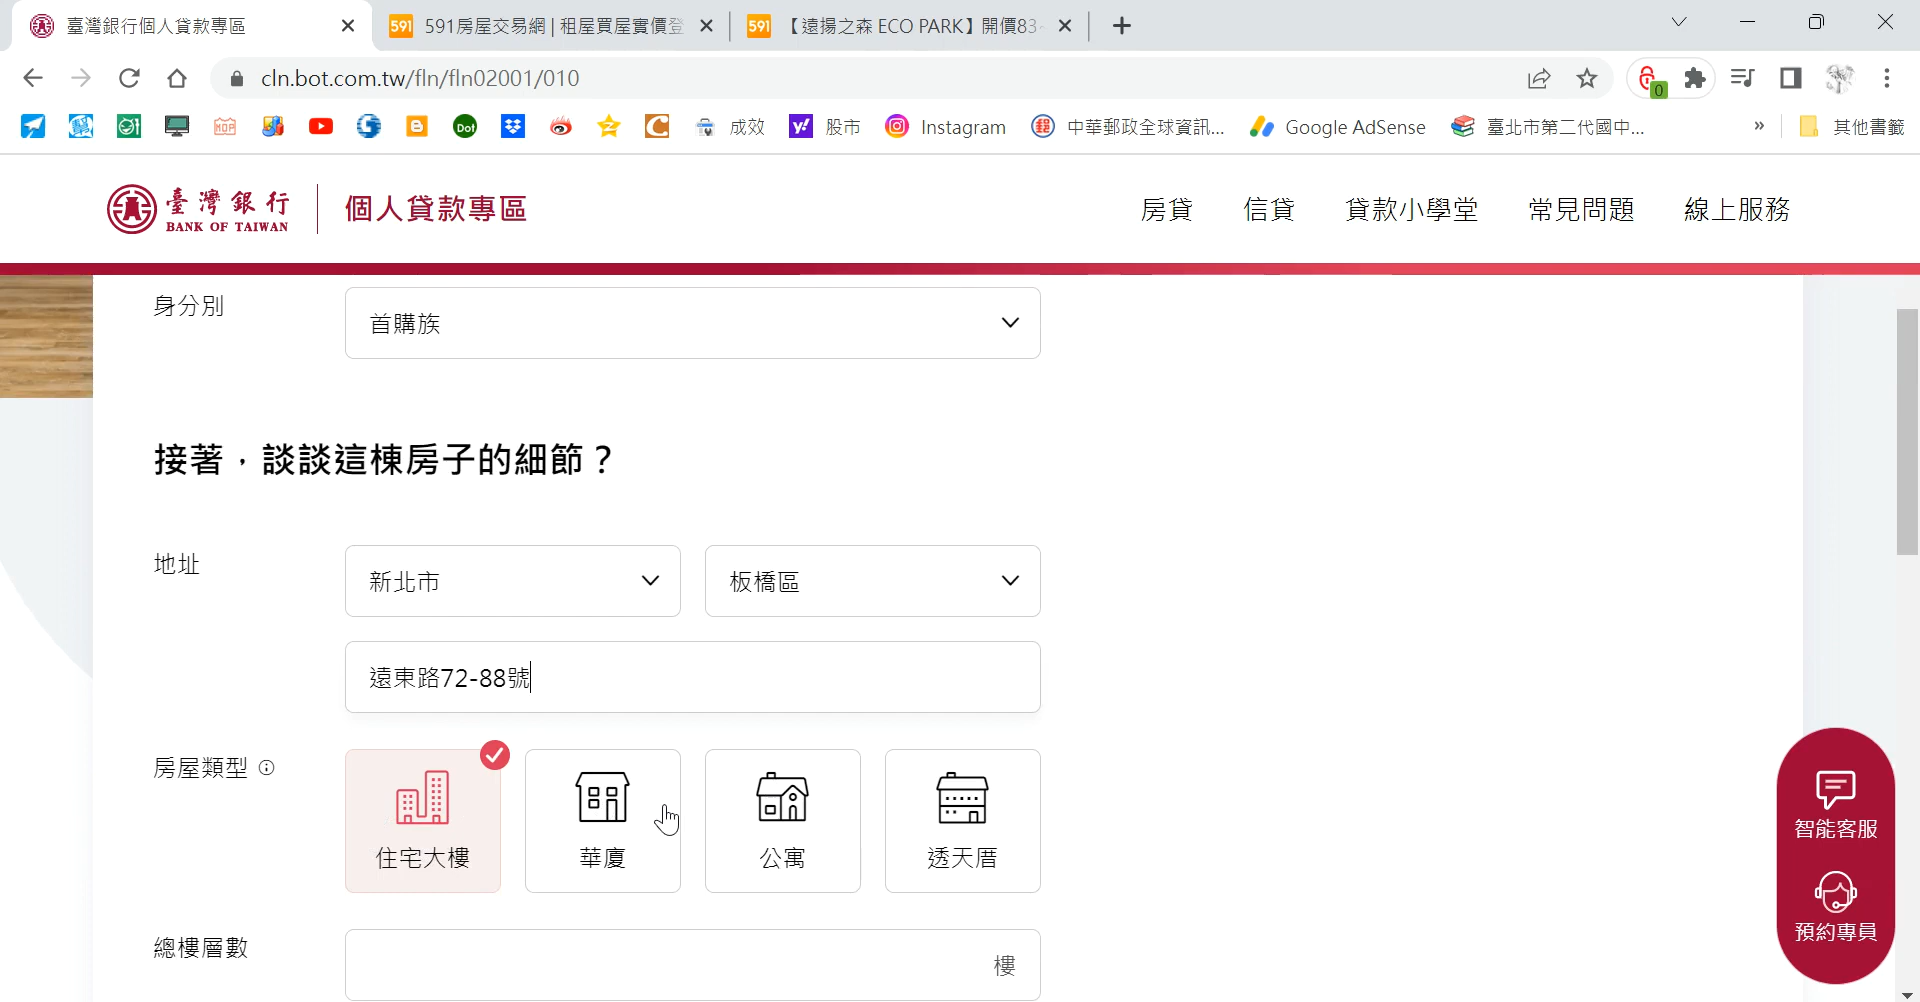 臺灣銀行個人貸款專區
591房屋交易網 | 租屋買屋實價登
【遠揚之森 ECO PARK】開價83
cln.bot.com.tw/fln/fln02001/010
成效
股市
Instagram
中華郵政全球資訊...
Google AdSense
臺北市第二代國中...
»
其他書籤
臺灣銀行
BANK OF TAIWAN
個人貸款專區
房貸
信貸
貸款小學堂
常見問題
線上服務
身分別
首購族
接著，談談這棟房子的細節？
地址
新北市
板橋區
遠東路72-88號
房屋類型
住宅大樓
華廈
公寓
透天厝
總樓層數
樓
智能客服
預約專員